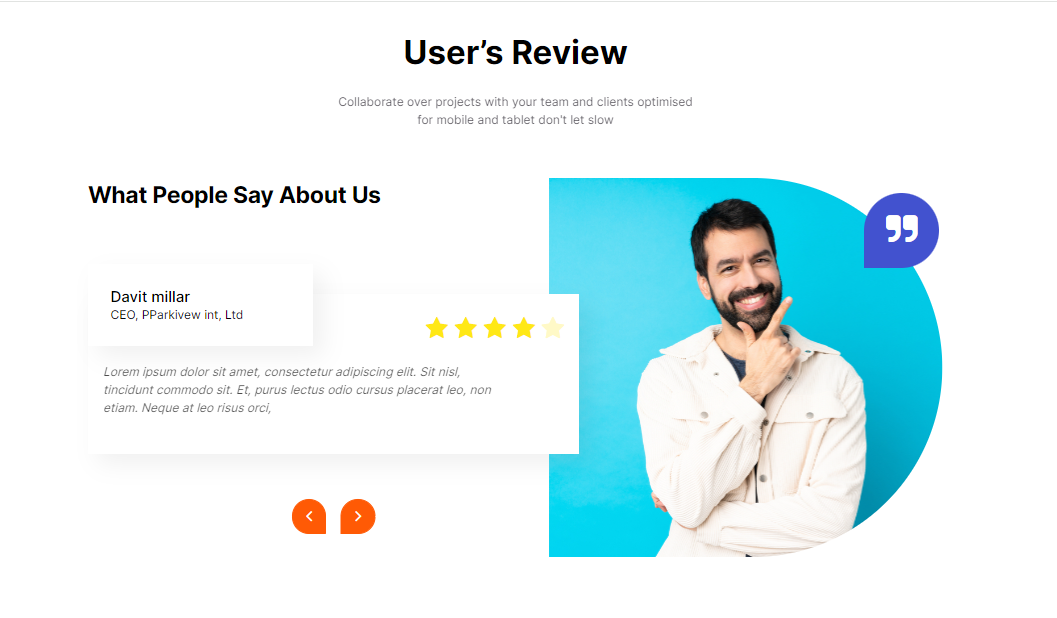 User’s Review
Collaborate over projects with your team and clients optimised
for mobile and tablet don't let slow
What People Say About Us
Davit millar
CEO, PParkivew int, Ltd
Lorem ipsum dolor sit amet, consectetur adipiscing elit. Sit nisl,
tincidunt commodo sit. Et, purus lectus odio cursus placerat leo, non
etiam. Neque at leo risus orci,